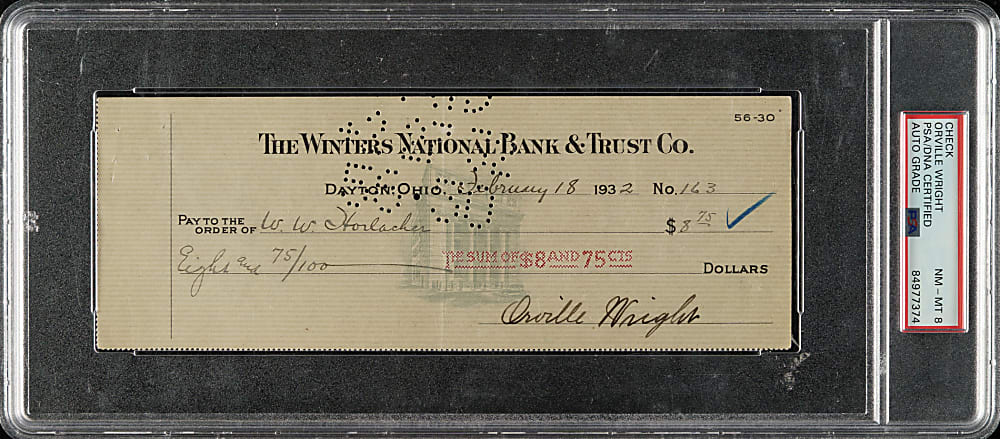 56-30
THE WINTERS NATIONAL BANK & TRUST CO.
DAYTON, OHIO, February 18 1932 No. 163
PAY TO THE ORDER OF W. W. Horlacher $8 75
Eight and 75/100 THE SUM OF $8 AND 75 CTS DOLLARS
Orville Wright
CHECK
ORVILLE WRIGHT
PSA/DNA CERTIFIED
AUTO GRADE NM - MT 8
PSA 84977374